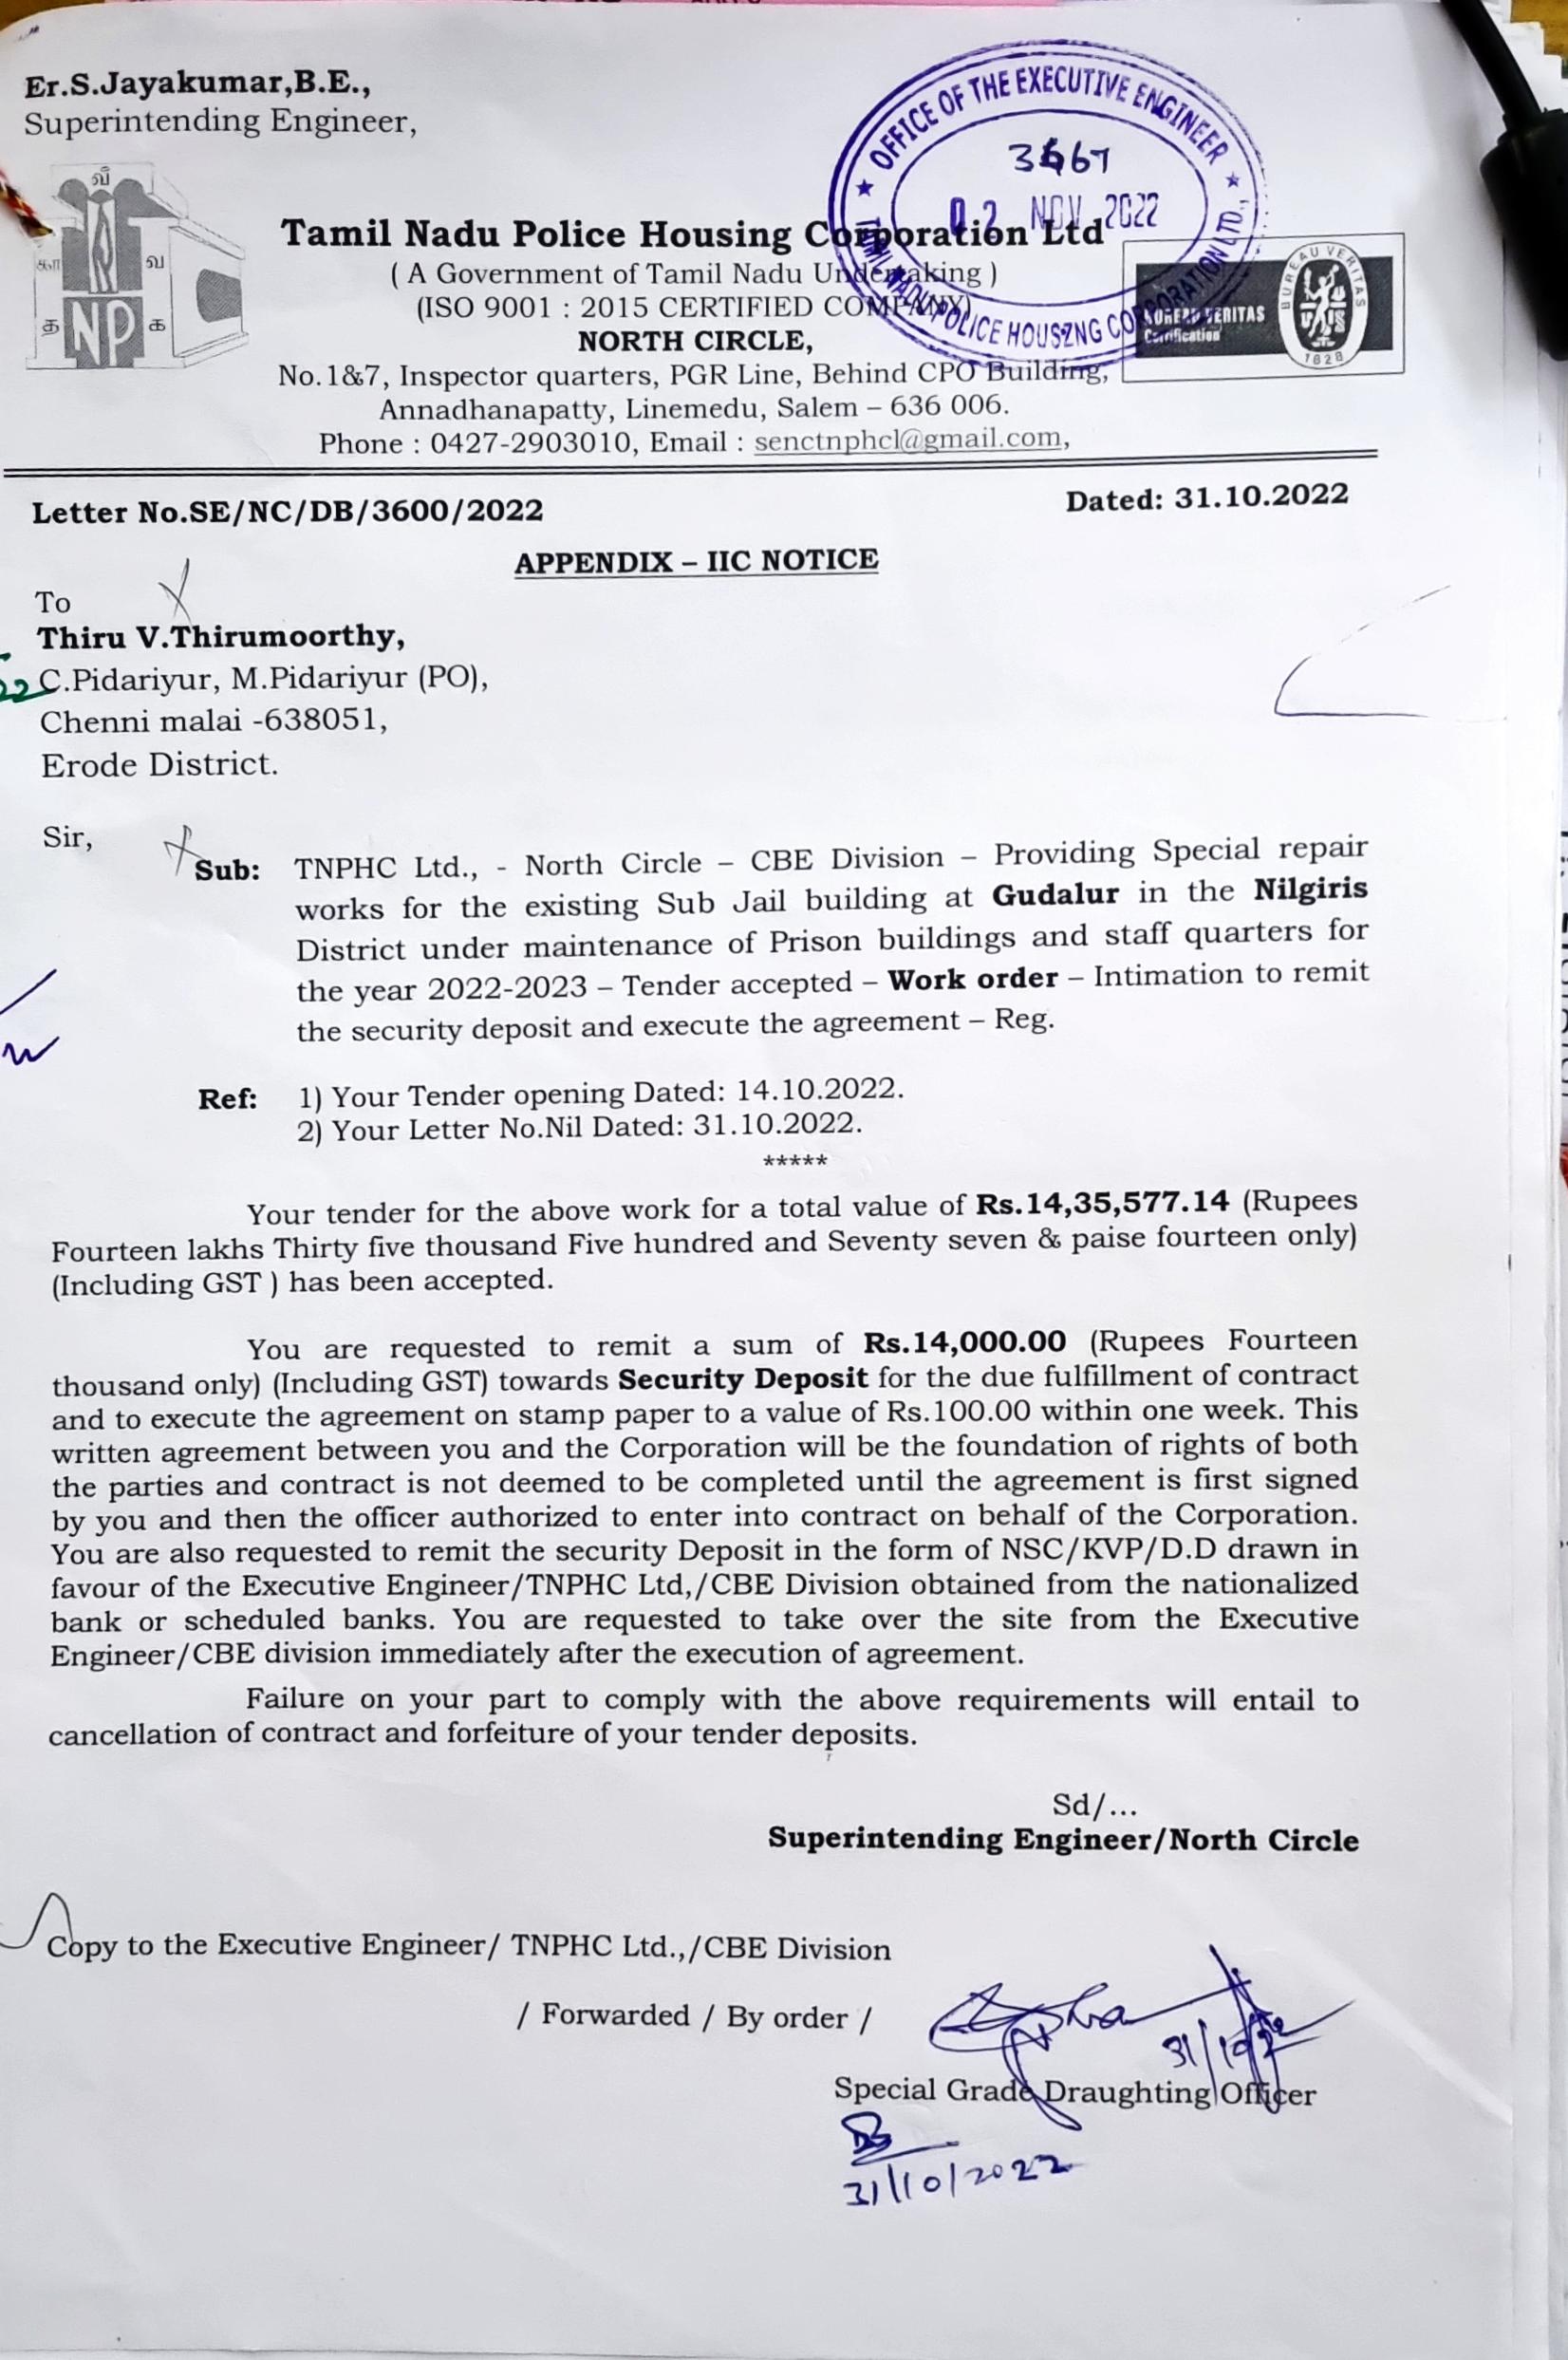 Er.S.Jayakumar,B.E.,
Superintending Engineer,
வீ
கா
வ
த
க
NP
OFFICE OF THE EXECUTIVE ENGINEER
02 NOV 2022
TAMIL NADU POLICE HOUSING CORPORATION LTD.,
Tamil Nadu Police Housing Corporation Ltd
( A Government of Tamil Nadu Undertaking )
(ISO 9001 : 2015 CERTIFIED COMPANY)
NORTH CIRCLE,
No.1&7, Inspector quarters, PGR Line, Behind CPO Building,
Annadhanapatty, Linemedu, Salem – 636 006.
Phone : 0427-2903010, Email : senctnphcl@gmail.com,
BUREAU VERITAS
Certification
BUREAU VERITAS
1828
Letter No.SE/NC/DB/3600/2022 Dated: 31.10.2022
APPENDIX – IIC NOTICE
To
Thiru V.Thirumoorthy,
C.Pidariyur, M.Pidariyur (PO),
Chenni malai -638051,
Erode District.
Sir,
Sub: TNPHC Ltd., - North Circle – CBE Division – Providing Special repair
works for the existing Sub Jail building at Gudalur in the Nilgiris
District under maintenance of Prison buildings and staff quarters for
the year 2022-2023 – Tender accepted – Work order – Intimation to remit
the security deposit and execute the agreement – Reg.
Ref: 1) Your Tender opening Dated: 14.10.2022.
2) Your Letter No.Nil Dated: 31.10.2022.
*****
Your tender for the above work for a total value of Rs.14,35,577.14 (Rupees
Fourteen lakhs Thirty five thousand Five hundred and Seventy seven & paise fourteen only)
(Including GST ) has been accepted.
You are requested to remit a sum of Rs.14,000.00 (Rupees Fourteen
thousand only) (Including GST) towards Security Deposit for the due fulfillment of contract
and to execute the agreement on stamp paper to a value of Rs.100.00 within one week. This
written agreement between you and the Corporation will be the foundation of rights of both
the parties and contract is not deemed to be completed until the agreement is first signed
by you and then the officer authorized to enter into contract on behalf of the Corporation.
You are also requested to remit the security Deposit in the form of NSC/KVP/D.D drawn in
favour of the Executive Engineer/TNPHC Ltd,/CBE Division obtained from the nationalized
bank or scheduled banks. You are requested to take over the site from the Executive
Engineer/CBE division immediately after the execution of agreement.
Failure on your part to comply with the above requirements will entail to
cancellation of contract and forfeiture of your tender deposits.
Sd/...
Superintending Engineer/North Circle
Copy to the Executive Engineer/ TNPHC Ltd.,/CBE Division
/ Forwarded / By order /
Special Grade Draughting Officer
31/10/2022